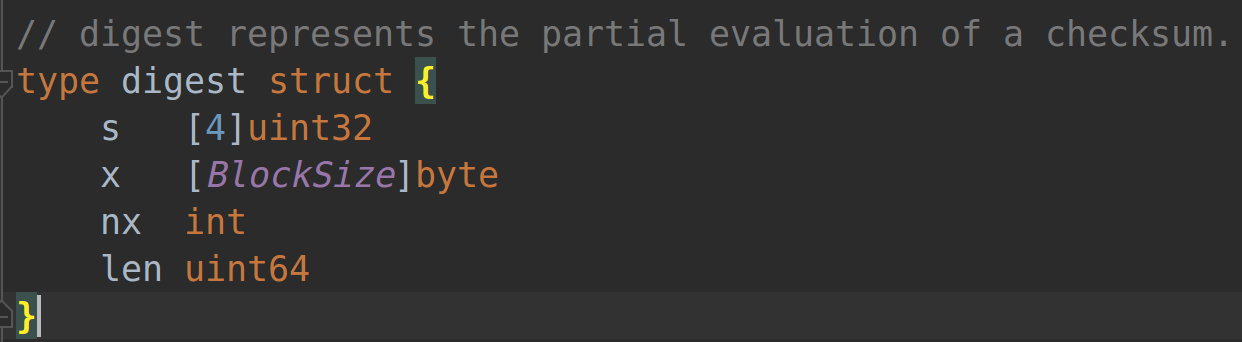 // digest represents the partial evaluation of a checksum.
type digest struct {
    s   [4]uint32
    x   [BlockSize]byte
    nx  int
    len uint64
}